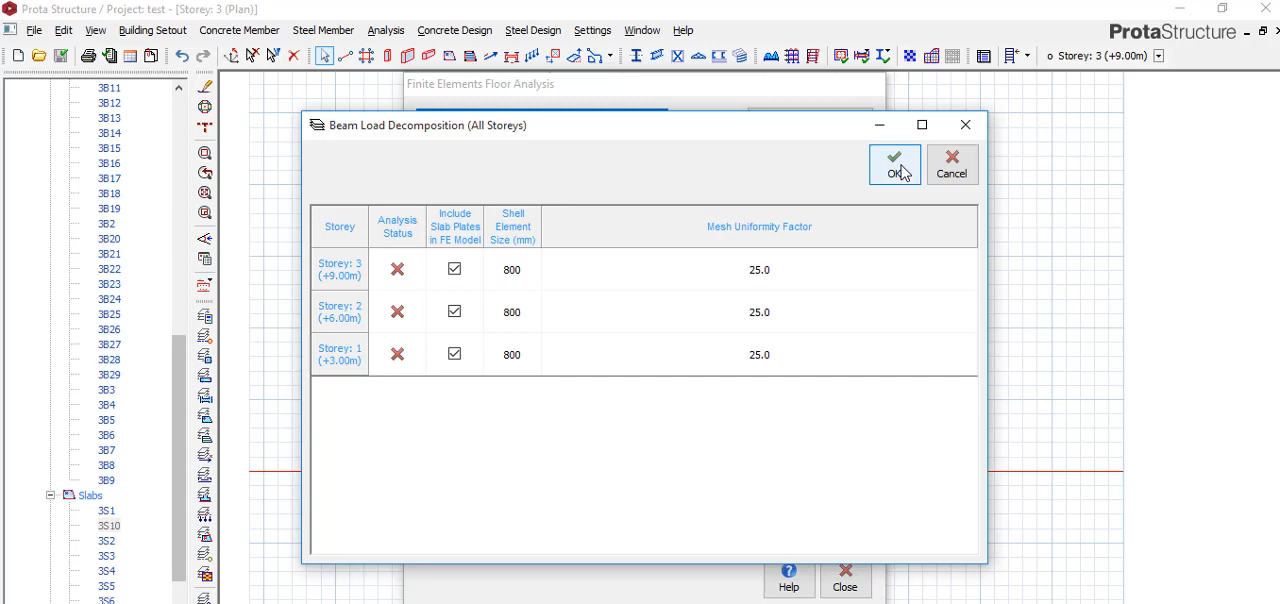 Prota Structure / Project: test - [Storey: 3 (Plan)]
File Edit View Building Setout Concrete Member Steel Member Analysis Concrete Design Steel Design Settings Window Help
ProtaStructure
o Storey: 3 (+9.00m)
3B11
3B12
3B13
3B14
3B15
3B16
3B17
3B18
3B19
3B2
3B20
3B21
3B22
3B23
3B24
3B25
3B26
3B27
3B28
3B29
3B3
3B4
3B5
3B6
3B7
3B8
3B9
Slabs
3S1
3S10
3S2
3S3
3S4
3S5
3S6
Finite Elements Floor Analysis
Beam Load Decomposition (All Storeys)
OK Cancel
Storey
Analysis
Status
Include
Slab Plates
in FE Model
Shell
Element
Size (mm)
Mesh Uniformity Factor
Storey: 3
(+9.00m)
800 25.0
Storey: 2
(+6.00m)
800 25.0
Storey: 1
(+3.00m)
800 25.0
Help Close